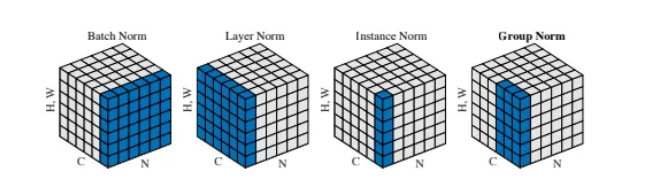 Batch Norm
Layer Norm
Instance Norm
Group Norm
H, W
C
N
H, W
C
N
H, W
C
N
H, W
C
N